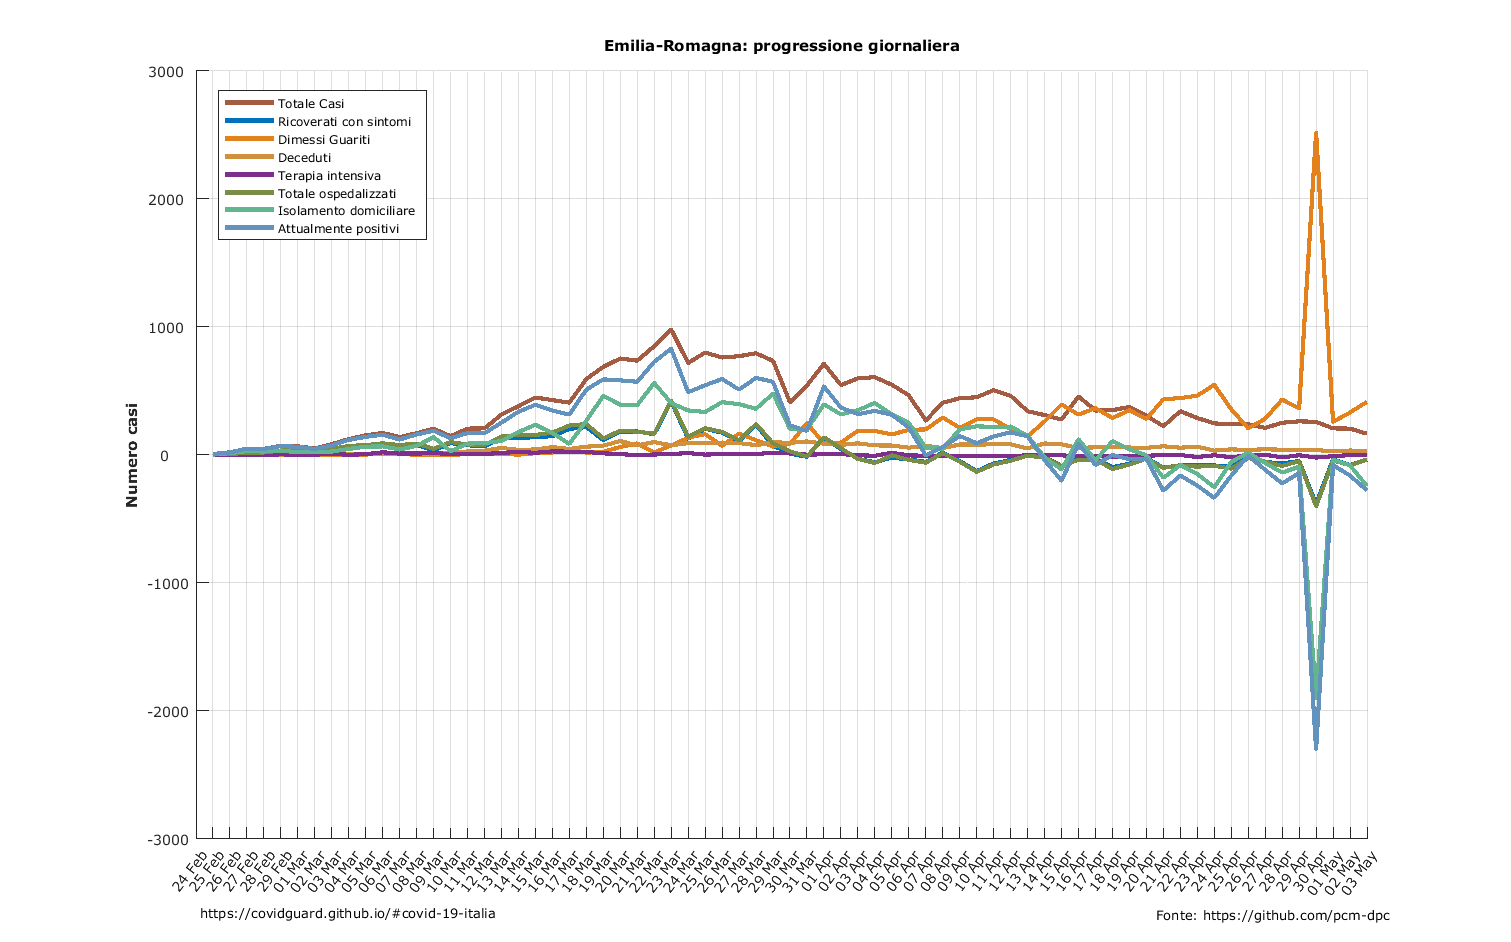 Emilia-Romagna: progressione giornaliera
3000
2000
1000
0
-1000
-2000
-3000
Numero casi
Totale Casi
Ricoverati con sintomi
Dimessi Guariti
Deceduti
Terapia intensiva
Totale ospedalizzati
Isolamento domiciliare
Attualmente positivi
24 Feb
25 Feb
26 Feb
27 Feb
28 Feb
29 Feb
01 Mar
02 Mar
03 Mar
04 Mar
05 Mar
06 Mar
07 Mar
08 Mar
09 Mar
10 Mar
11 Mar
12 Mar
13 Mar
14 Mar
15 Mar
16 Mar
17 Mar
18 Mar
19 Mar
20 Mar
21 Mar
22 Mar
23 Mar
24 Mar
25 Mar
26 Mar
27 Mar
28 Mar
29 Mar
30 Mar
31 Mar
01 Apr
02 Apr
03 Apr
04 Apr
05 Apr
06 Apr
07 Apr
08 Apr
09 Apr
10 Apr
11 Apr
12 Apr
13 Apr
14 Apr
15 Apr
16 Apr
17 Apr
18 Apr
19 Apr
20 Apr
21 Apr
22 Apr
23 Apr
24 Apr
25 Apr
26 Apr
27 Apr
28 Apr
29 Apr
30 Apr
01 May
02 May
03 May
https://covidguard.github.io/#covid-19-italia
Fonte: https://github.com/pcm-dpc